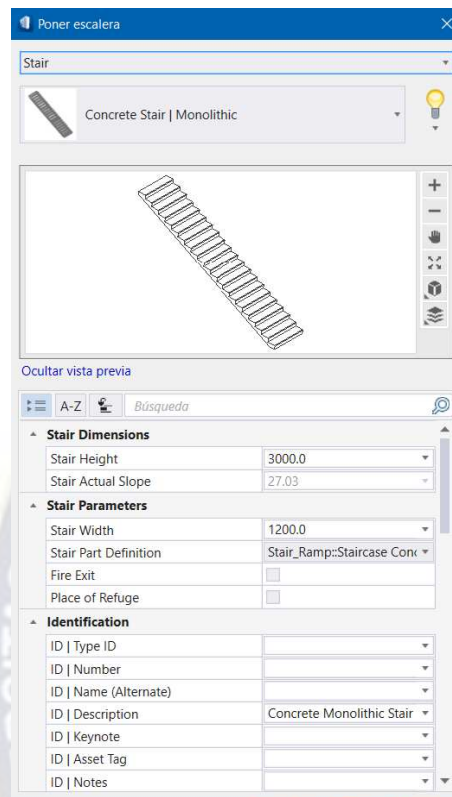 Poner escalera
Stair
Concrete Stair | Monolithic
Ocultar vista previa
A-Z Búsqueda
Stair Dimensions
Stair Height 3000.0
Stair Actual Slope 27.03
Stair Parameters
Stair Width 1200.0
Stair Part Definition Stair_Ramp::Staircase Conc
Fire Exit
Place of Refuge
Identification
ID | Type ID
ID | Number
ID | Name (Alternate)
ID | Description Concrete Monolithic Stair
ID | Keynote
ID | Asset Tag
ID | Notes